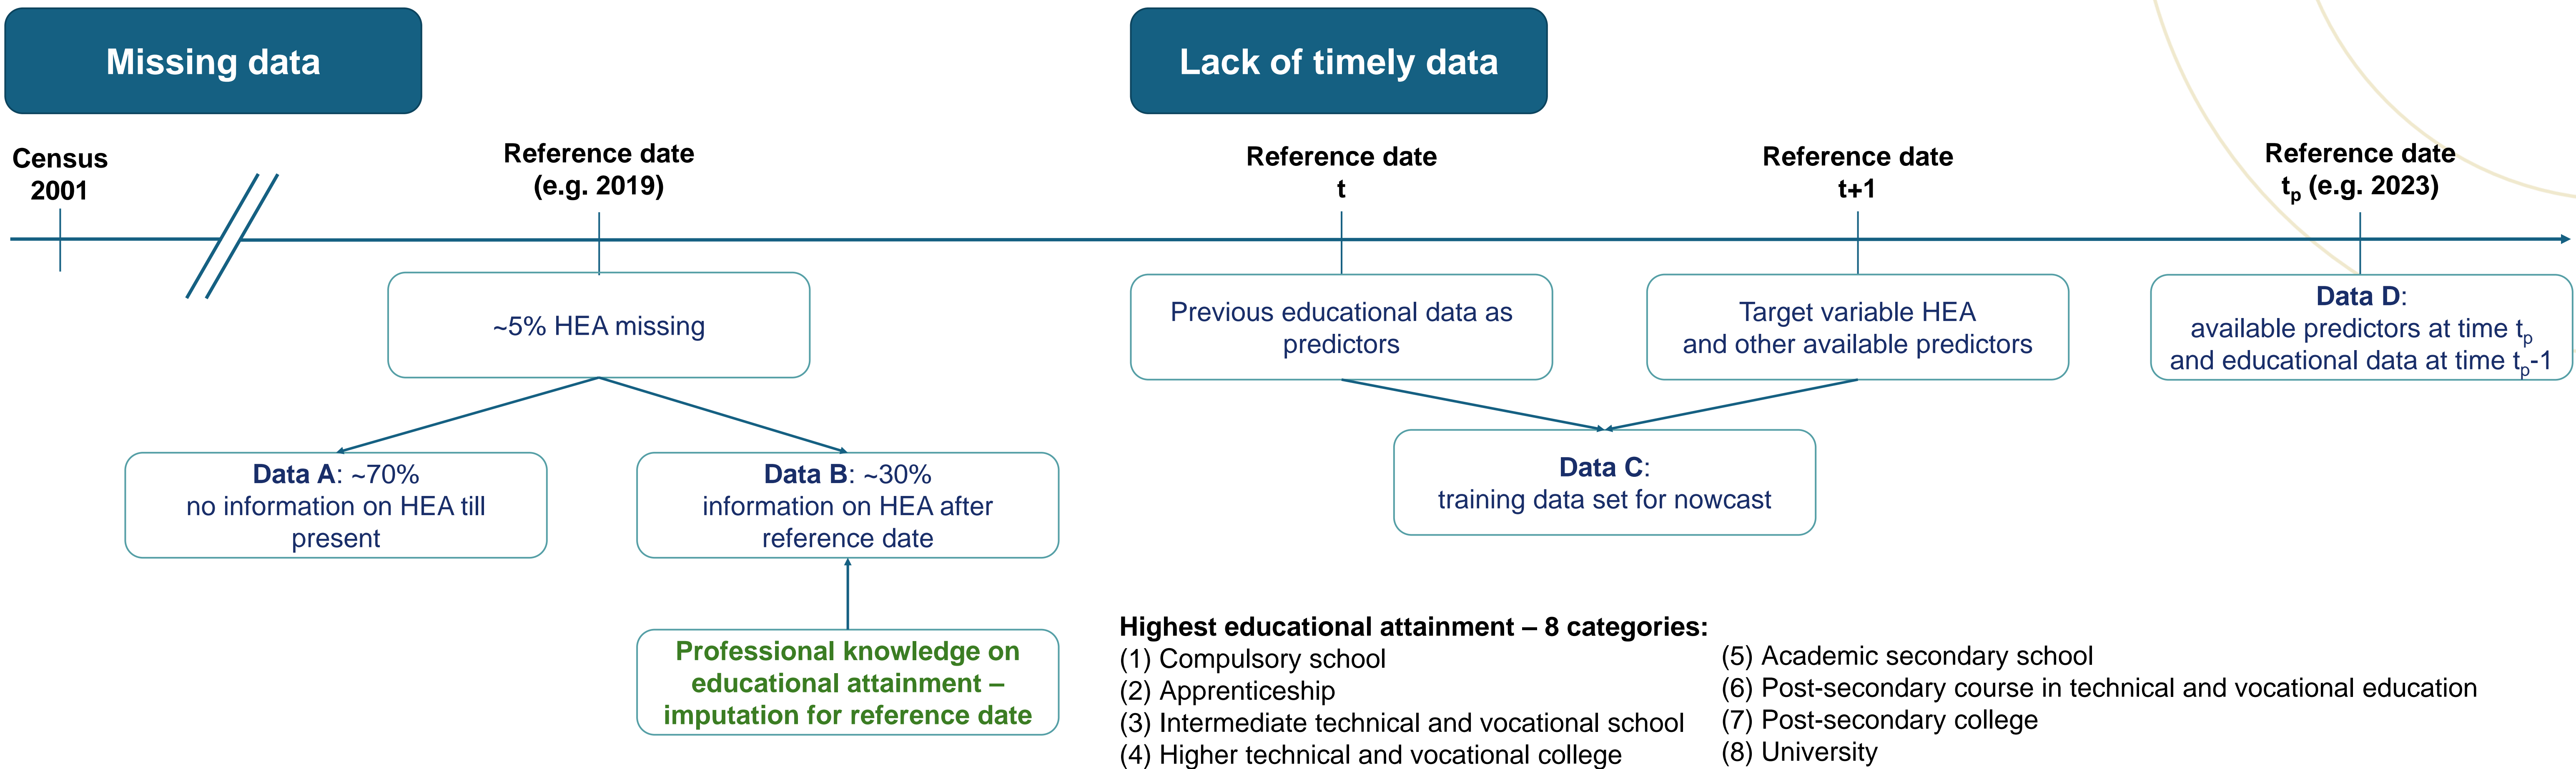 Missing data
Lack of timely data
Census
2001
Reference date
(e.g. 2019)
Reference date
t
Reference date
t+1
Reference date
tp (e.g. 2023)
~5% HEA missing
Previous educational data as
predictors
Target variable HEA
and other available predictors
Data D:
available predictors at time tp
and educational data at time tp-1
Data A: ~70%
no information on HEA till
present
Data B: ~30%
information on HEA after
reference date
Data C:
training data set for nowcast
Professional knowledge on
educational attainment –
imputation for reference date
Highest educational attainment – 8 categories:
(1) Compulsory school
(2) Apprenticeship
(3) Intermediate technical and vocational school
(4) Higher technical and vocational college
(5) Academic secondary school
(6) Post-secondary course in technical and vocational education
(7) Post-secondary college
(8) University